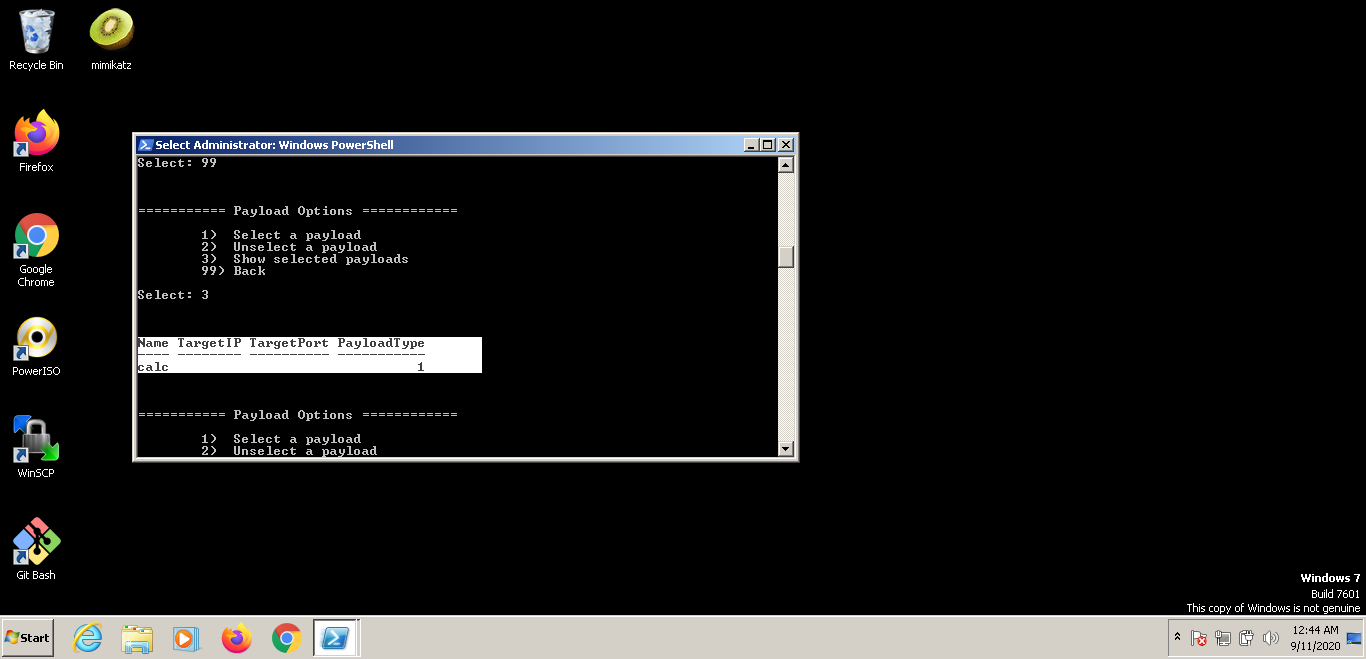 Recycle Bin
mimikatz
Firefox
Google
Chrome
PowerISO
WinSCP
Git Bash
Select Administrator: Windows PowerShell
Select: 99
=========== Payload Options ============
1) Select a payload
2) Unselect a payload
3) Show selected payloads
99) Back
Select: 3
Name TargetIP TargetPort PayloadType
---- -------- ---------- -----------
calc 1
=========== Payload Options ============
1) Select a payload
2) Unselect a payload
Windows 7
Build 7601
This copy of Windows is not genuine
Start
12:44 AM
9/11/2020